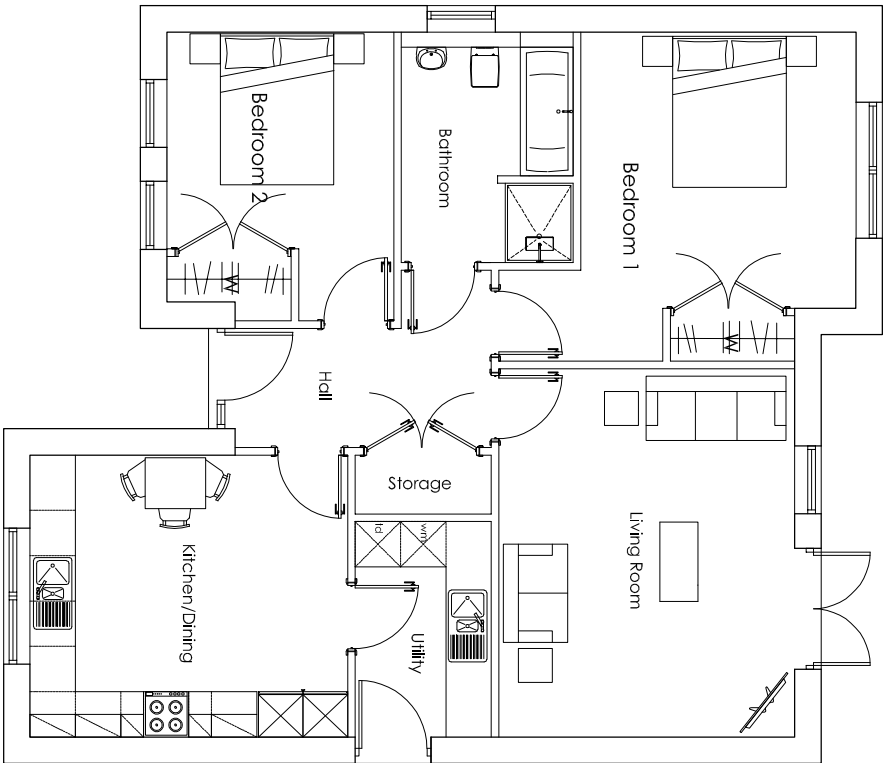 Bedroom 2
Bathroom
Bedroom 1
W
W
Hall
Storage
Living Room
Kitchen/Dining
td
wm
Utility